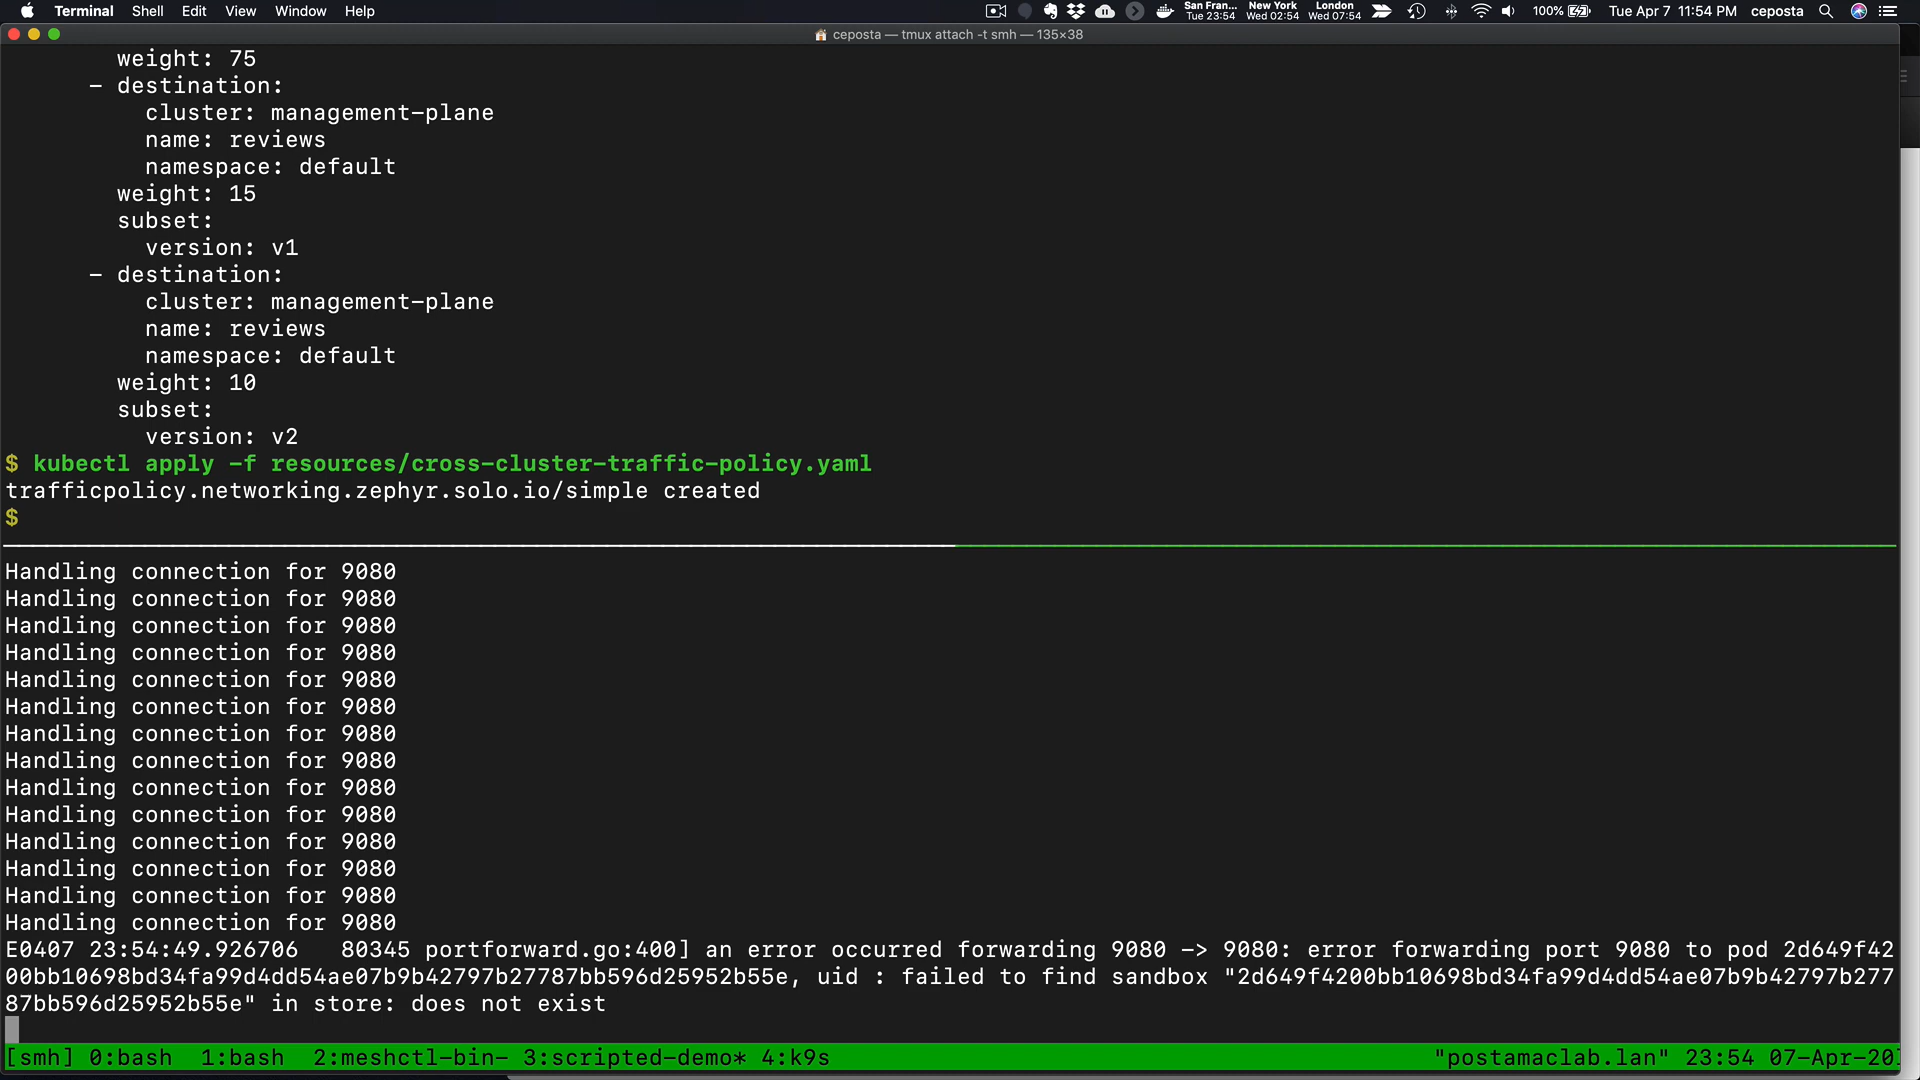 Terminal Shell Edit View Window Help San Fran... Tue 23:54 New York Wed 02:54 London Wed 07:54 100% Tue Apr 7 11:54 PM ceposta
ceposta — tmux attach -t smh — 135×38
weight: 75
- destination:
cluster: management-plane
name: reviews
namespace: default
weight: 15
subset:
version: v1
- destination:
cluster: management-plane
name: reviews
namespace: default
weight: 10
subset:
version: v2
$ kubectl apply -f resources/cross-cluster-traffic-policy.yaml
trafficpolicy.networking.zephyr.solo.io/simple created
$
Handling connection for 9080
Handling connection for 9080
Handling connection for 9080
Handling connection for 9080
Handling connection for 9080
Handling connection for 9080
Handling connection for 9080
Handling connection for 9080
Handling connection for 9080
Handling connection for 9080
Handling connection for 9080
Handling connection for 9080
Handling connection for 9080
Handling connection for 9080
E0407 23:54:49.926706 80345 portforward.go:400] an error occurred forwarding 9080 -> 9080: error forwarding port 9080 to pod 2d649f42
00bb10698bd34fa99d4dd54ae07b9b42797b27787bb596d25952b55e, uid : failed to find sandbox "2d649f4200bb10698bd34fa99d4dd54ae07b9b42797b277
87bb596d25952b55e" in store: does not exist
[smh] 0:bash 1:bash 2:meshctl-bin- 3:scripted-demo* 4:k9s "postamaclab.lan" 23:54 07-Apr-20